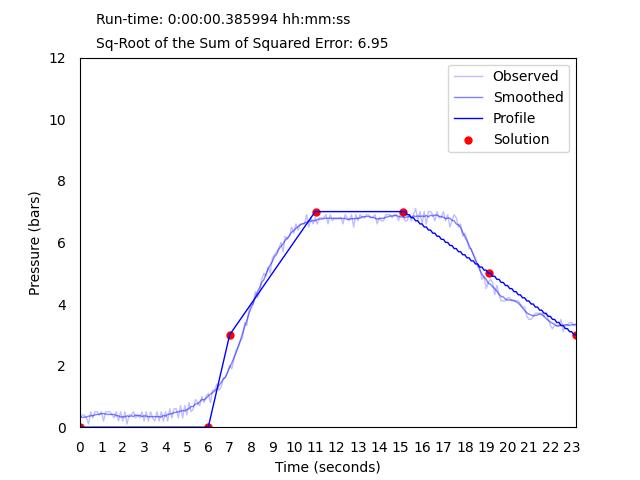 Run-time: 0:00:00.385994 hh:mm:ss
Sq-Root of the Sum of Squared Error: 6.95
12
10
8
6
4
2
0
Pressure (bars)
Observed
Smoothed
Profile
Solution
0 1 2 3 4 5 6 7 8 9 10 11 12 13 14 15 16 17 18 19 20 21 22 23
Time (seconds)